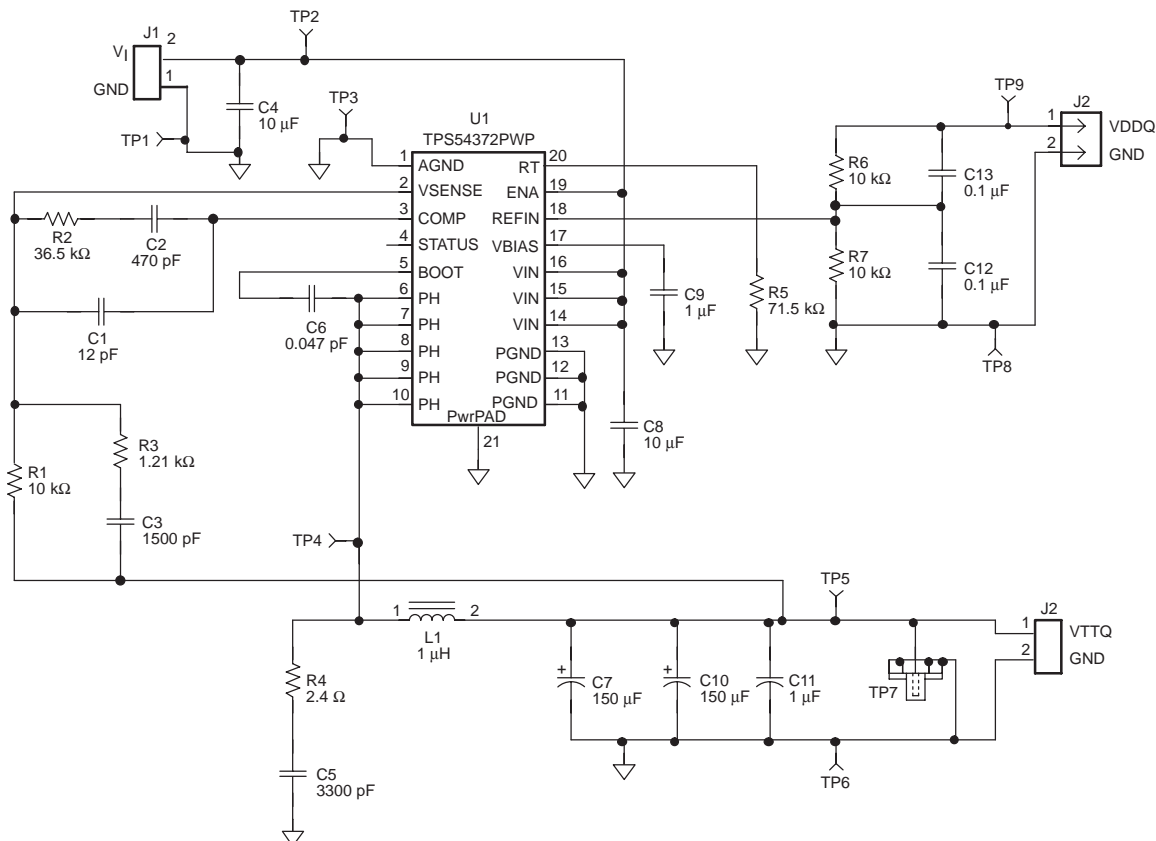 TP2
J1
2
VI
1
GND
TP1
C4
10 µF
TP3
U1
TPS54372PWP
1 AGND RT 20
2 VSENSE ENA 19
3 COMP REFIN 18
4 STATUS VBIAS 17
5 BOOT VIN 16
6 PH VIN 15
7 PH VIN 14
8 PH PGND 13
9 PH PGND 12
10 PH PGND 11
PwrPAD
21
TP9
J2
1 VDDQ
2 GND
R6
10 kΩ
C13
0.1 µF
R7
10 kΩ
C12
0.1 µF
TP8
R2
36.5 kΩ
C2
470 pF
C1
12 pF
C6
0.047 pF
C9
1 µF
R5
71.5 kΩ
C8
10 µF
R3
1.21 kΩ
R1
10 kΩ
C3
1500 pF
TP4
1 2
L1
1 µH
TP5
J2
1 VTTQ
2 GND
R4
2.4 Ω
C7
150 µF
C10
150 µF
C11
1 µF
TP7
TP6
C5
3300 pF